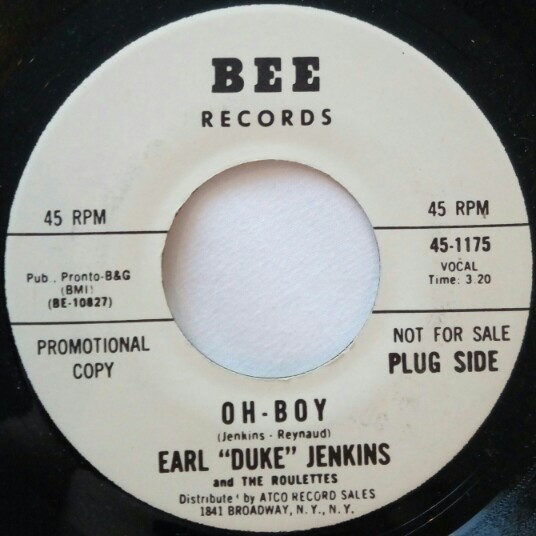 BEE
RECORDS
45 RPM
45 RPM
45-1175
VOCAL
Time: 3.20
Pub. Pronto-B&G
(BMI)
(BE-10827)
PROMOTIONAL
COPY
NOT FOR SALE
PLUG SIDE
OH-BOY
(Jenkins - Reynaud)
EARL "DUKE" JENKINS
and THE ROULETTES
Distribute' by ATCO RECORD SALES
1841 BROADWAY, N.Y., N.Y.